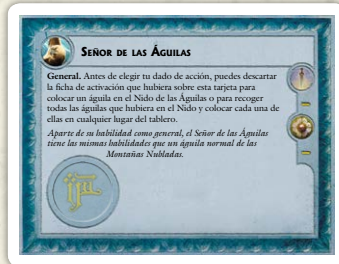 SEÑOR DE LAS ÁGUILAS
General. Antes de elegir tu dado de acción, puedes descartar
la ficha de activación que hubiera sobre esta tarjeta para
colocar un águila en el Nido de las Águilas o para recoger
todas las águilas que hubiera en el Nido y colocar cada una de
ellas en cualquier lugar del tablero.
Aparte de su habilidad como general, el Señor de las Águilas
tiene las mismas habilidades que un águila normal de las
Montañas Nubladas.